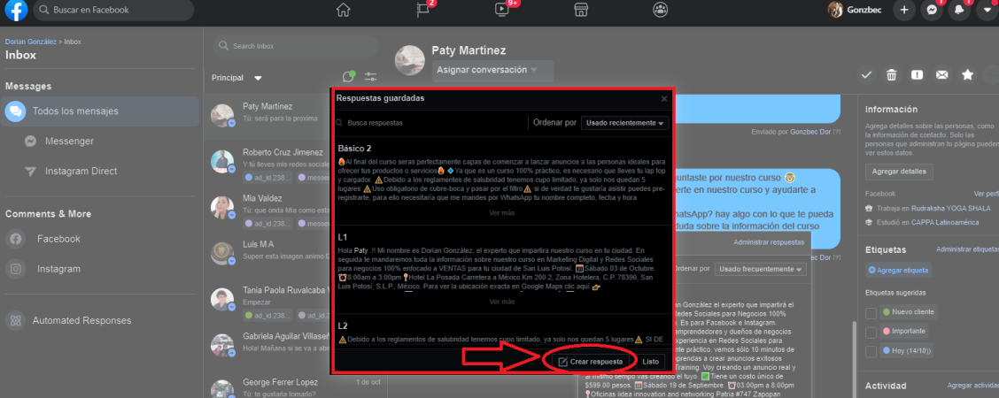 Buscar en Facebook
2
9+
Gonzbec
Dorian González > Inbox
Inbox
Messages
Todos los mensajes
Messenger
Instagram Direct
Comments & More
Facebook
Instagram
Automated Responses
Search Inbox
Principal
Paty Martínez
Tú: será para la proxima
Roberto Cruz Jimenez
Y tú lleves mis redes sociale
ad_id.238...
messen
Mia Valdez
Tú: que onda Mia como está
ad_id.238...
messen
Luis M A
Super esta imagen animo D
Tania Paola Ruvalcaba
Empezar
ad_id.238...
ad_id.2
Gabriela Aguilar Villaseñ
Hola! Mañana si se va a abr
George Ferrer Lopez
1 de oct
Tú: te gustaría tomarlo?
Paty Martínez
Asignar conversación
Respuestas guardadas
Busca respuestas
Ordenar por
Usado recientemente
Básico 2
🔥Al final del curso seras perfectamente capas de comenzar a lanzar anuncios a las personas ideales para
ofrecer tus productos o servicios🔥 💠Ya que es un curso 100% práctico, es necesario que lleves tu lap top
y cargador. ⚠️Debido a los reglamentos de salubridad tenemos cupo limitado, ya solo nos quedan 5
lugares ⚠️Uso obligatorio de cubre-boca y pasar por el filtro⚠️ si de verdad te gustaría asistir puedes pre-
registrarte, para ello necesitaría que me mandes por WhatsApp tu nombre completo, fecha y hora
Ver más
L1
Hola Paty .!! Mi nombre es Dorian González, el experto que impartira nuestro curso en tu ciudad. En
seguida te mandaremos toda la información sobre nuestro curso en Marketing Digital y Redes Sociales
para negocios 100% enfocado a VENTAS para tu ciudad de San Luis Potosí. 📅Sábado 03 de Octubre.
⏰8:00am a 3:00pm 📍Hotel La Posada Carretera a México Km 200.2, Zona Hotelera, C.P. 78390, San
Luis Potosí, S.L.P., México. Para ver la ubicación exacta en Google Maps clic aquí 👉
Ver más
L2
⚠️Debido a los reglamentos de salubridad tenemos cupo limitado, ya solo nos quedan 5 lugares⚠️ SI DE
Crear respuesta
Listo
Enviado por Gonzbec Dor [?]
untaste por nuestro curso
erte en nuestro curso y ayudarte a
hatsApp? hay algo con lo que te pueda
duda sobre la información del curso
ec Dor [?]
Administrar respuestas
Ordenar por
Usado frecuentemente
an González el experto que impartirá el
Redes Sociales para Negocios 100%
. Es para Facebook e Instagram.
mprendedores y dueños de negocios
xperiencia en Redes Sociales para
nte práctico, vemos sólo 10 minutos de
prendas a crear anuncios exitosos
Training: Voy creando un anuncio real y
al mismo tiempo vas creando el tuyo. ✅Tiene un costo único de
$599.00 pesos. 📅Sábado 19 de Septiembre. ⏰03:00pm a 8:00pm
📍Oficinas iidea innovation and networking Patria #747 Zapopan
Información
Agrega detalles sobre las personas, como
la información de contacto. Solo las
personas que administran tu página pueden
ver estos datos.
Agregar detalles
Facebook
Ver perfi
Trabaja en Rudraksha YOGA SHALA
Estudió en CAPPA Latinoamérica
Etiquetas
Administrar etiquetas
Agregar etiqueta
Etiquetas sugeridas
Nuevo cliente
Importante
Hoy (14/10))
Actividad
Agregar actividad